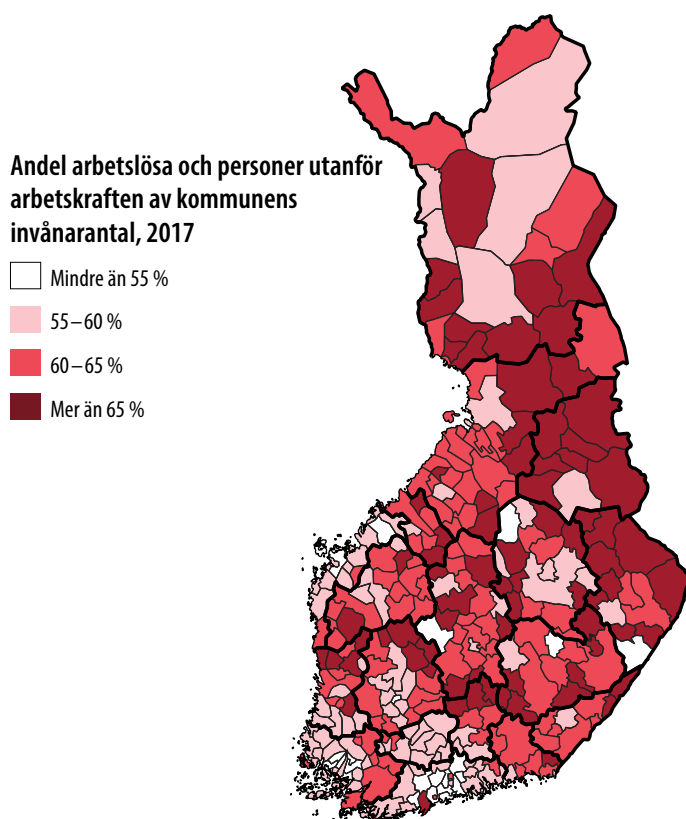 Andel arbetslösa och personer utanför
arbetskraften av kommunens
invånarantal, 2017
Mindre än 55 %
55–60 %
60–65 %
Mer än 65 %